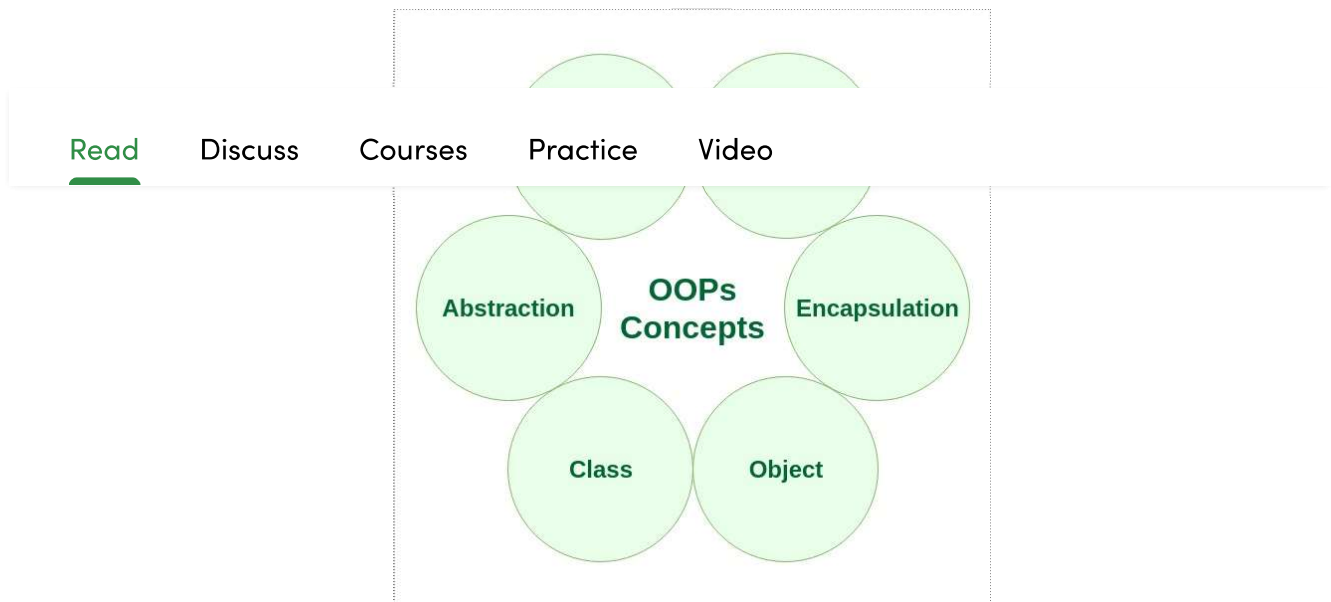 Read Discuss Courses Practice Video
OOPs
Concepts
Abstraction
Encapsulation
Class
Object